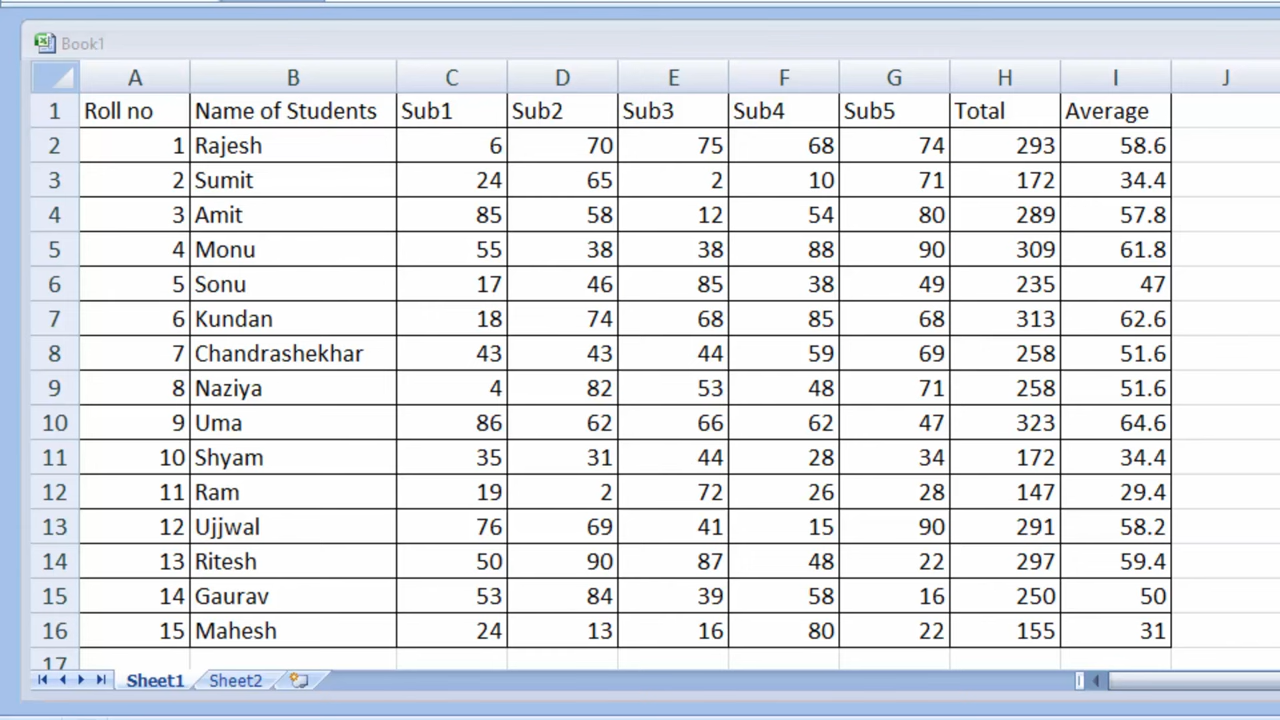 Book1
A B C D E F G H I J
1 Roll no Name of Students Sub1 Sub2 Sub3 Sub4 Sub5 Total Average
2 1 Rajesh 6 70 75 68 74 293 58.6
3 2 Sumit 24 65 2 10 71 172 34.4
4 3 Amit 85 58 12 54 80 289 57.8
5 4 Monu 55 38 38 88 90 309 61.8
6 5 Sonu 17 46 85 38 49 235 47
7 6 Kundan 18 74 68 85 68 313 62.6
8 7 Chandrashekhar 43 43 44 59 69 258 51.6
9 8 Naziya 4 82 53 48 71 258 51.6
10 9 Uma 86 62 66 62 47 323 64.6
11 10 Shyam 35 31 44 28 34 172 34.4
12 11 Ram 19 2 72 26 28 147 29.4
13 12 Ujjwal 76 69 41 15 90 291 58.2
14 13 Ritesh 50 90 87 48 22 297 59.4
15 14 Gaurav 53 84 39 58 16 250 50
16 15 Mahesh 24 13 16 80 22 155 31
17
Sheet1 Sheet2